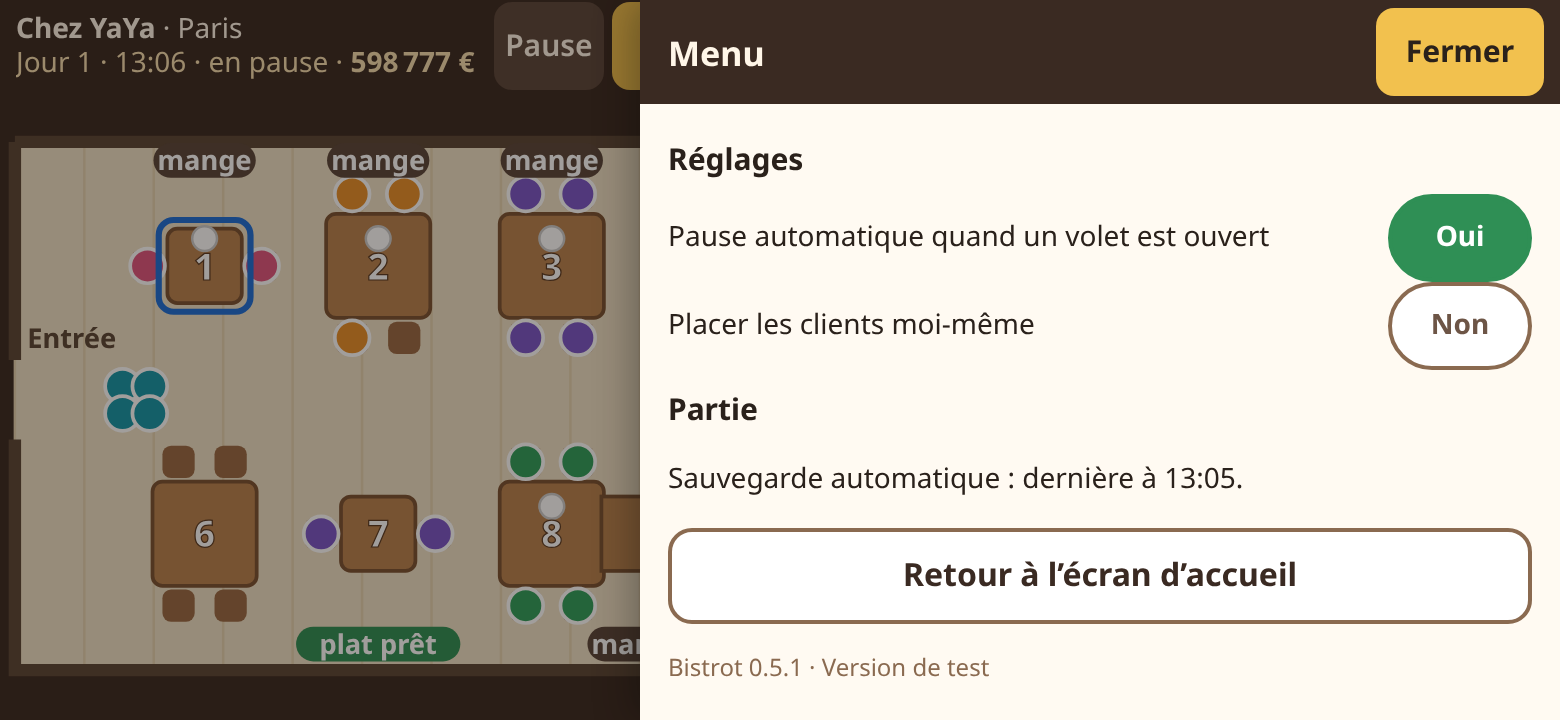 Chez YaYa · Paris
Jour 1 · 13:06 · en pause · 598 777 €
Pause
mange
mange
mange
1
2
3
Entrée
6
7
8
plat prêt
Menu
Fermer
Réglages
Pause automatique quand un volet est ouvert
Oui
Placer les clients moi-même
Non
Partie
Sauvegarde automatique : dernière à 13:05.
Retour à l’écran d’accueil
Bistrot 0.5.1 · Version de test